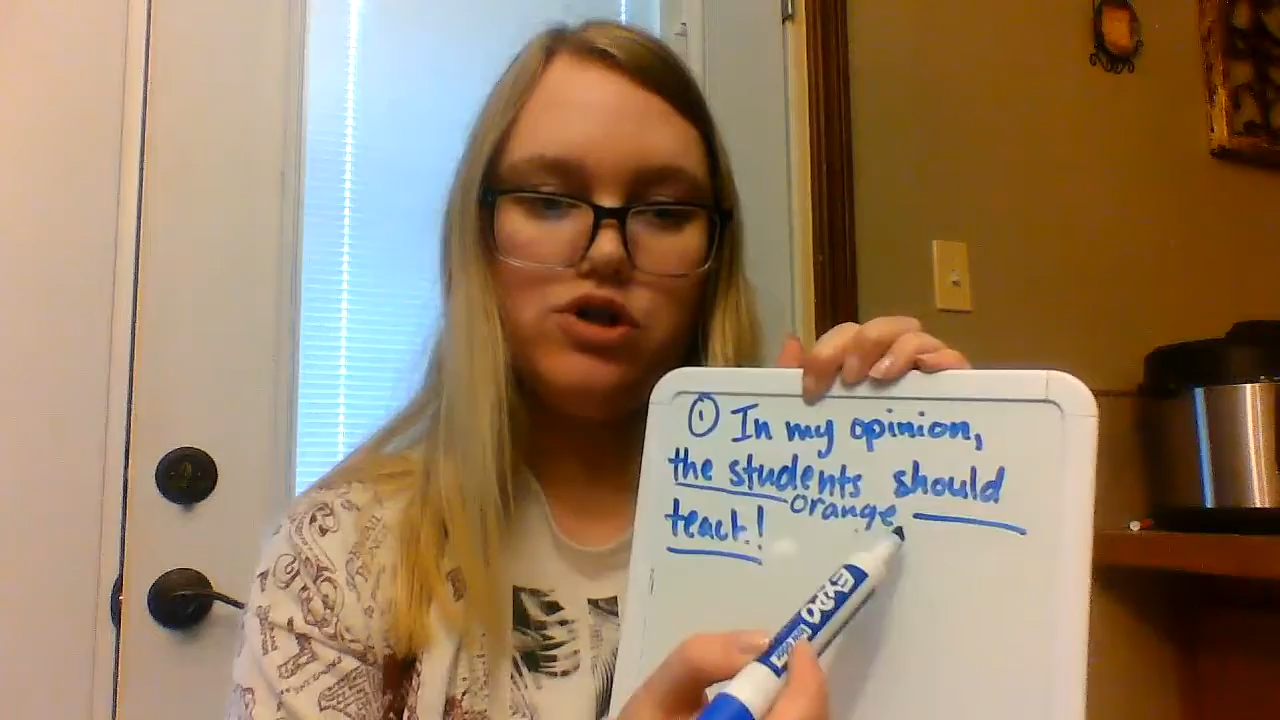 ① In my opinion,
the students should
orange
teach!
EXPO